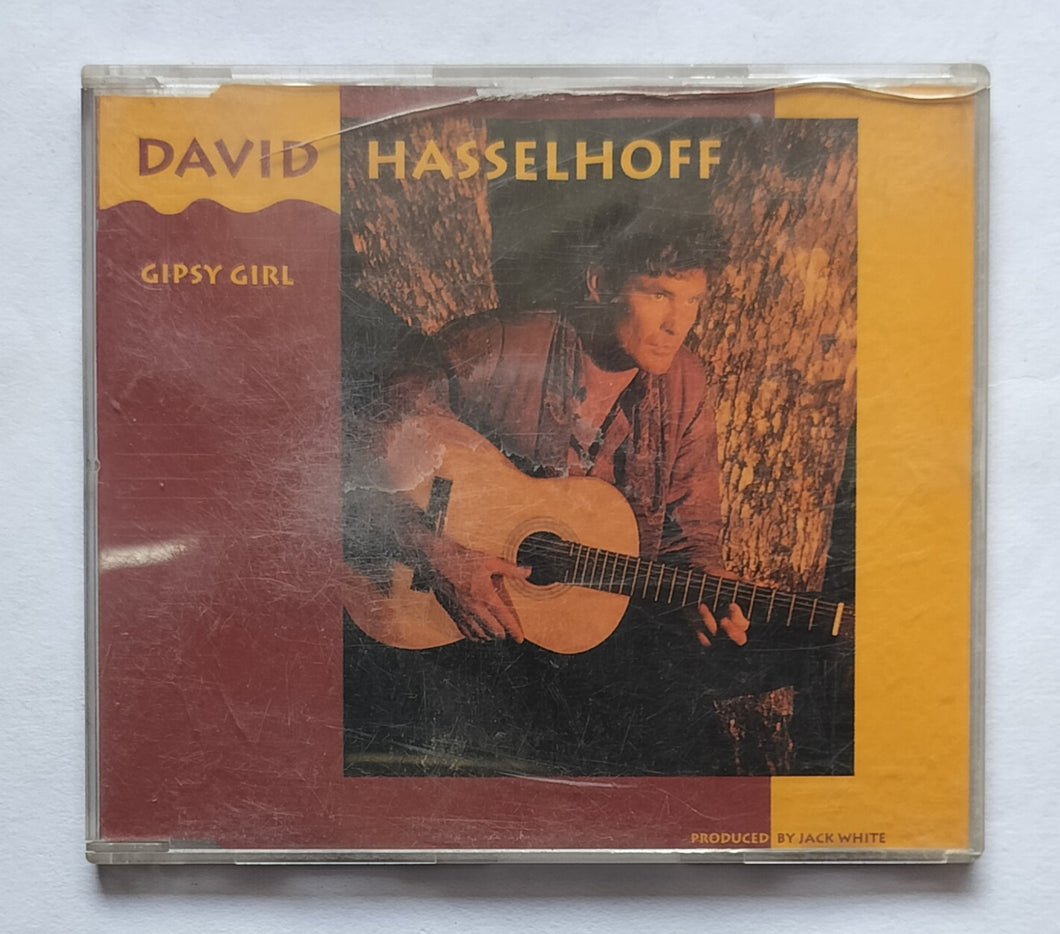 DAVID HASSELHOFF
GIPSY GIRL
PRODUCED BY JACK WHITE